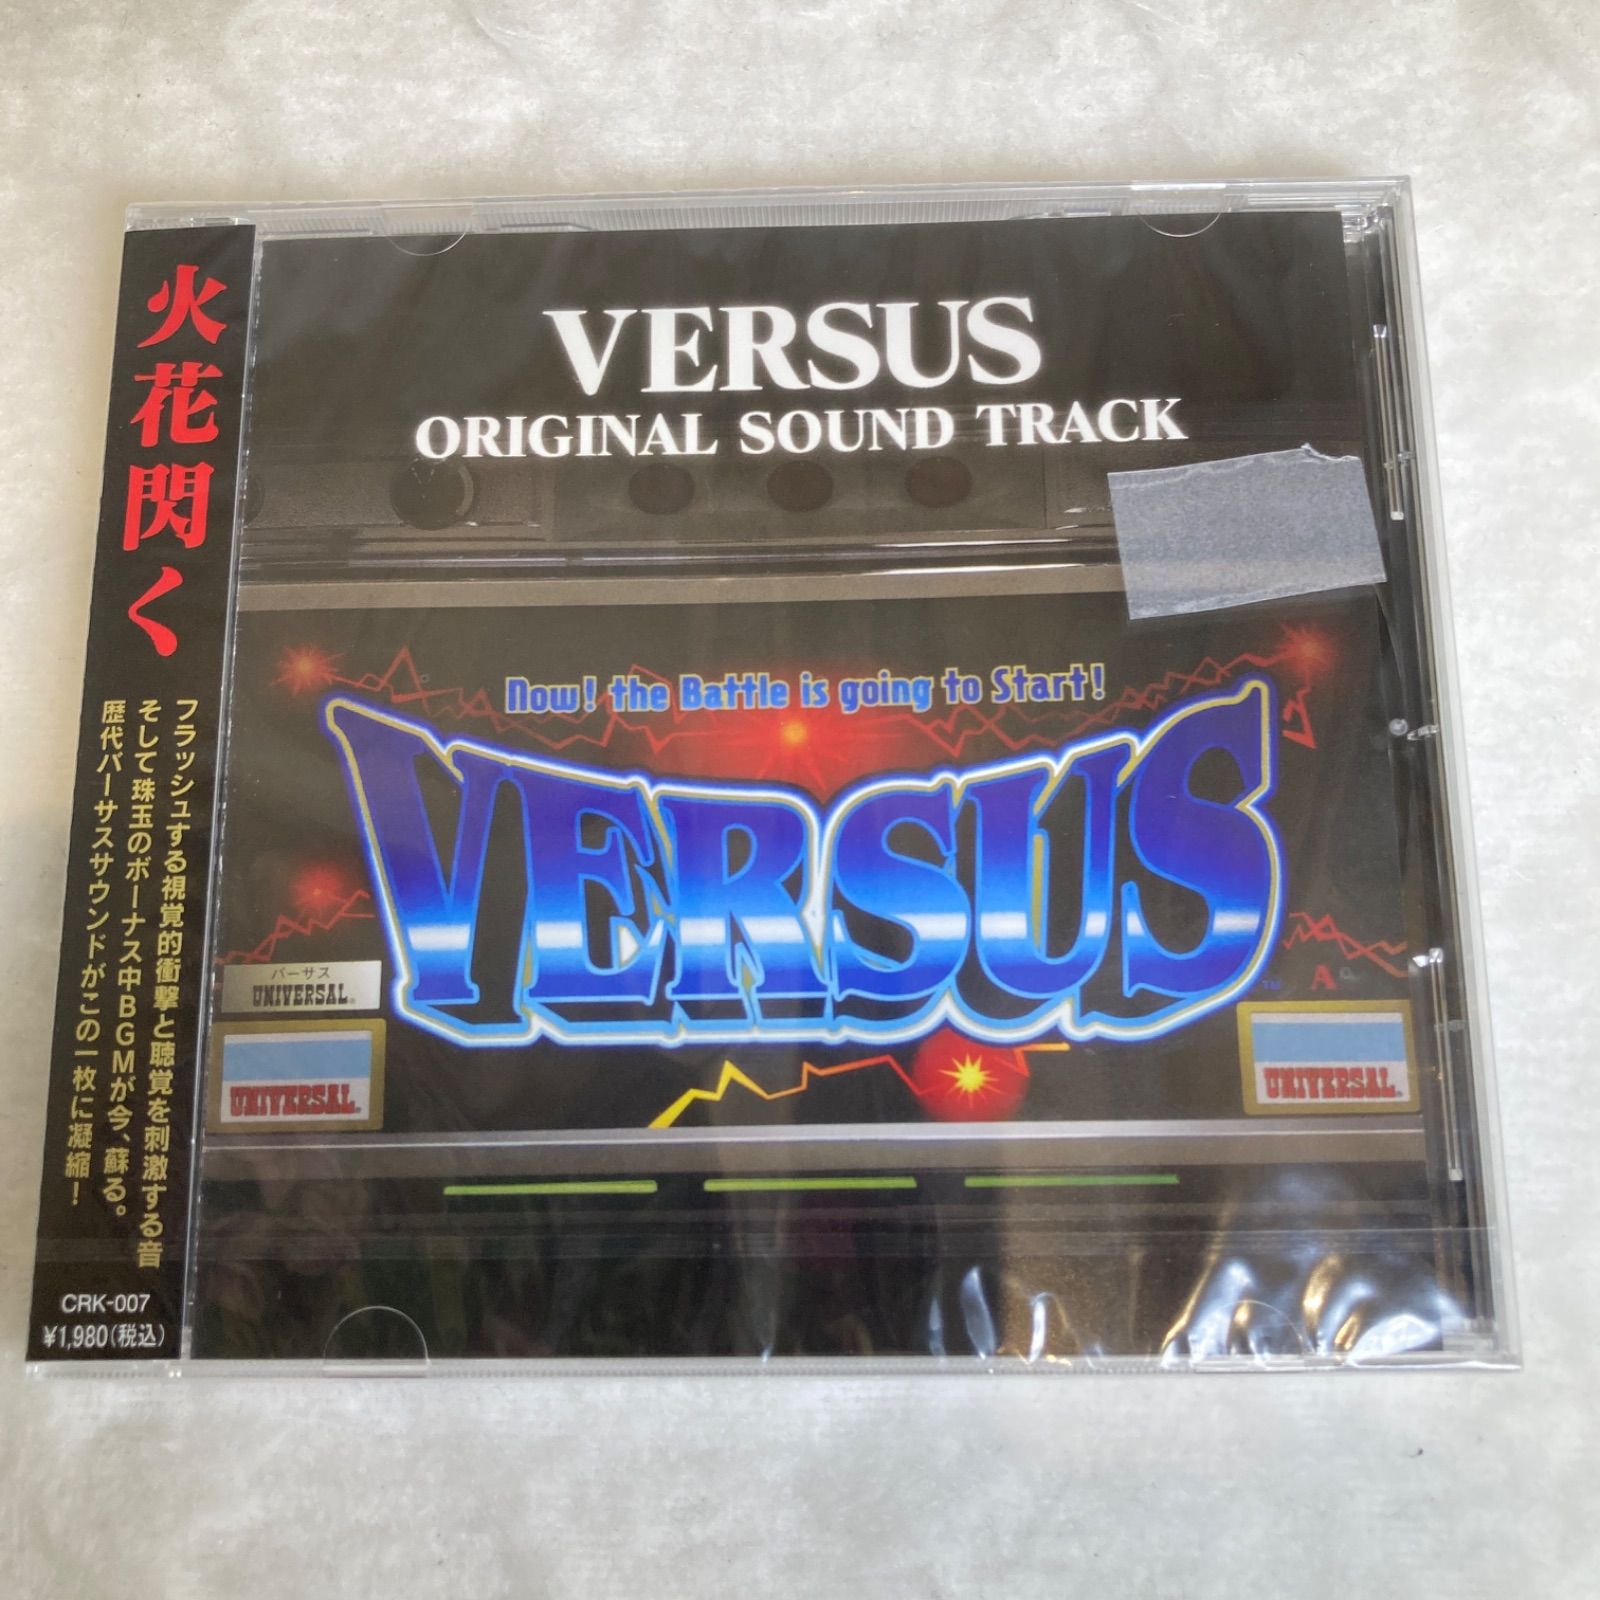 火花閃く
フラッシュする視覚的衝撃と聴覚を刺激する音
そして珠玉のボーナス中BGMが今、蘇る。
歴代バーサスサウンドがこの一枚に凝縮!
CRK-007
¥1,980(税込)
VERSUS
ORIGINAL SOUND TRACK
Now! the Battle is going to Start!
VERSUS
TM
A
バーサス
UNIVERSAL®
UNIVERSAL®
UNIVERSAL®